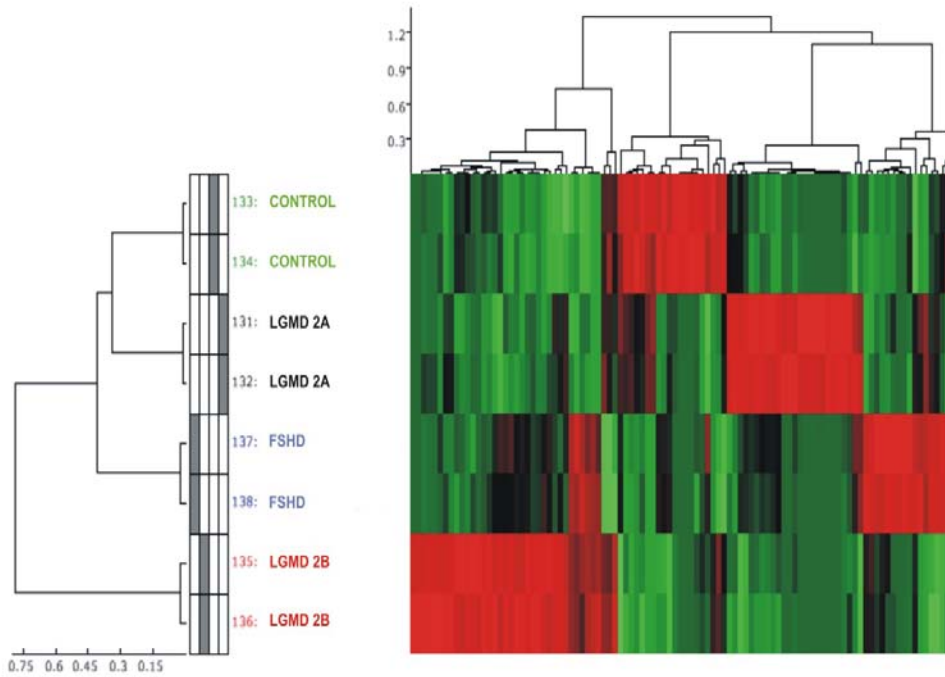 1.2
0.9
0.6
0.3
133: CONTROL
134: CONTROL
131: LGMD 2A
132: LGMD 2A
137: FSHD
138: FSHD
135: LGMD 2B
136: LGMD 2B
0.75 0.6 0.45 0.3 0.15